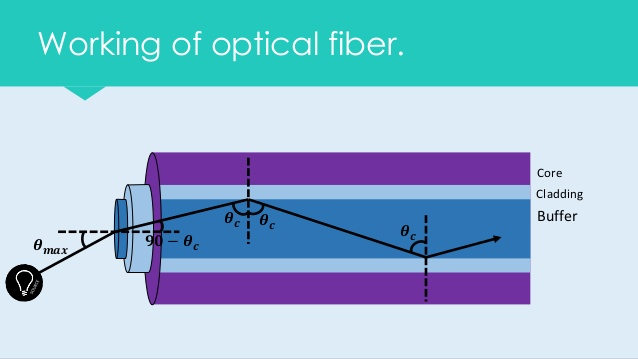 Working of optical fiber.
Core
Cladding
Buffer
θc θc
θc
90 − θc
θmax